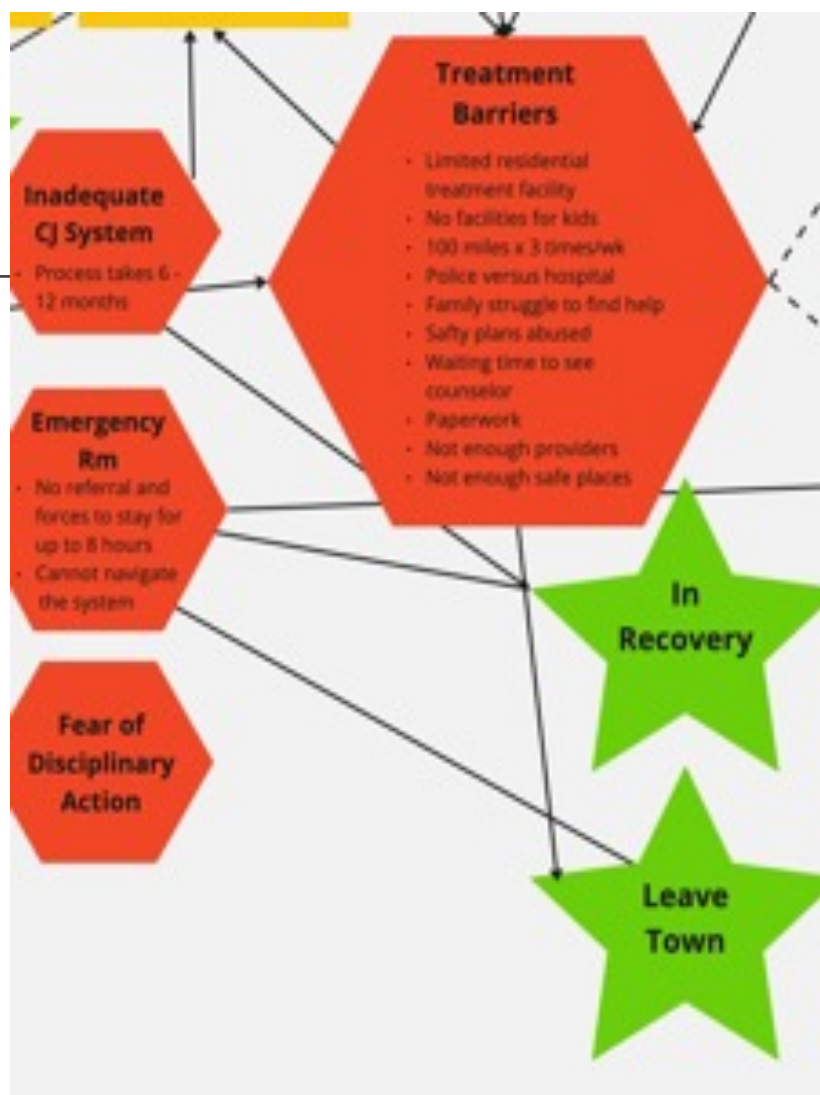 Treatment
Barriers
· Limited residential
treatment facility
· No facilities for kids
· 100 miles x 3 times/wk
· Police versus hospital
· Family struggle to find help
· Safty plans abused
· Waiting time to see
counselor
· Paperwork
· Not enough providers
· Not enough safe places
Inadequate
CJ System
· Process takes 6 -
12 months
Emergency
Rm
· No referral and
forces to stay for
up to 8 hours
· Cannot navigate
the system
In
Recovery
Fear of
Disciplinary
Action
Leave
Town